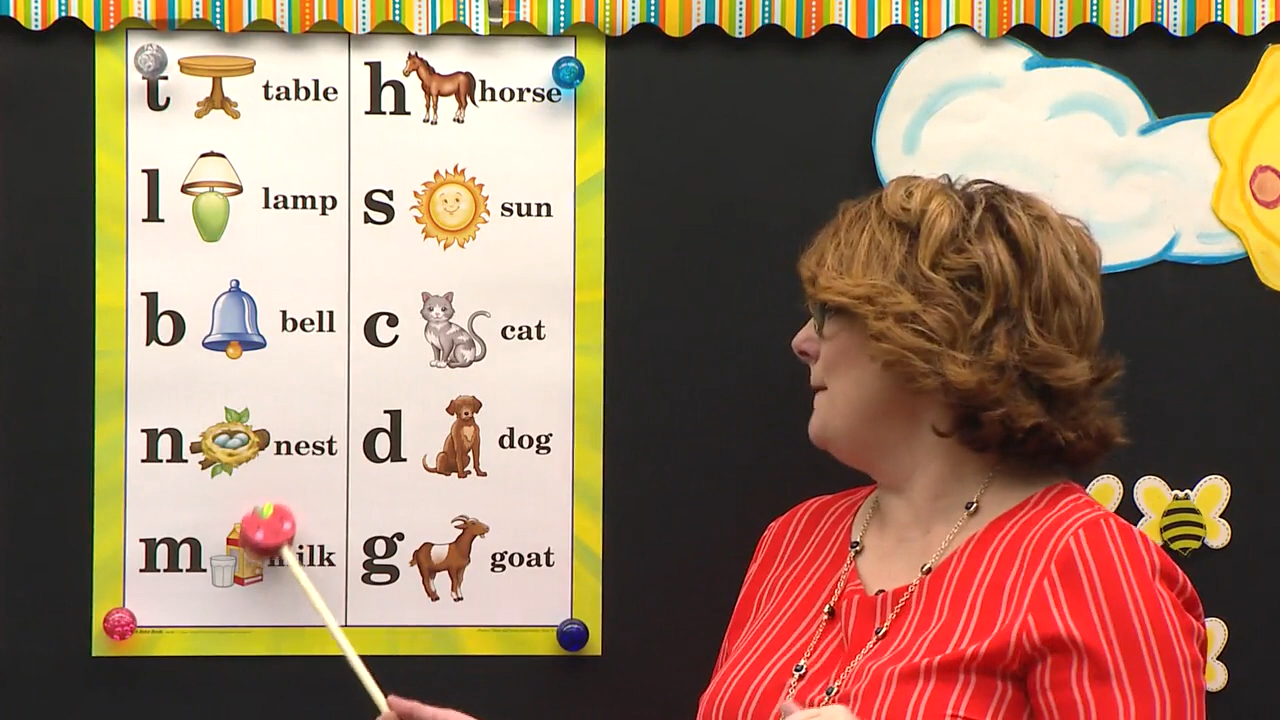 t table
l lamp
b bell
n nest
m milk
h horse
s sun
c cat
d dog
g goat